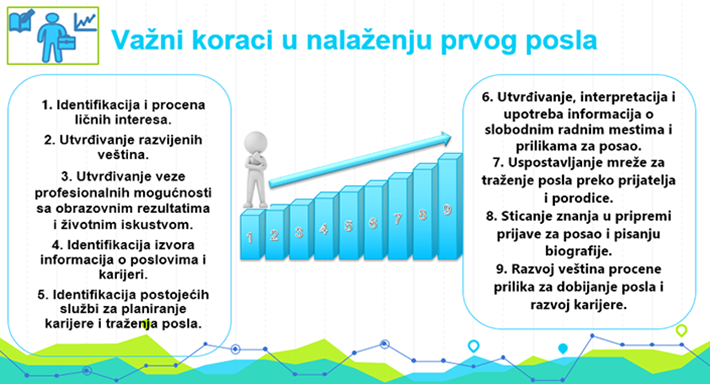 Važni koraci u nalaženju prvog posla
1. Identifikacija i procena
ličnih interesa.
2. Utvrđivanje razvijenih
veština.
3. Utvrđivanje veze
profesionalnih mogućnosti
sa obrazovnim rezultatima
i životnim iskustvom.
4. Identifikacija izvora
informacija o poslovima i
karijeri.
5. Identifikacija postojećih
službi za planiranje
karijere i traženja posla.
1 2 3 4 5 6 7 8 9
6. Utvrđivanje, interpretacija i
upotreba informacija o
slobodnim radnim mestima i
prilikama za posao.
7. Uspostavljanje mreže za
traženje posla preko prijatelja
i porodice.
8. Sticanje znanja u pripremi
prijave za posao i pisanju
biografije.
9. Razvoj veština procene
prilika za dobijanje posla i
razvoj karijere.